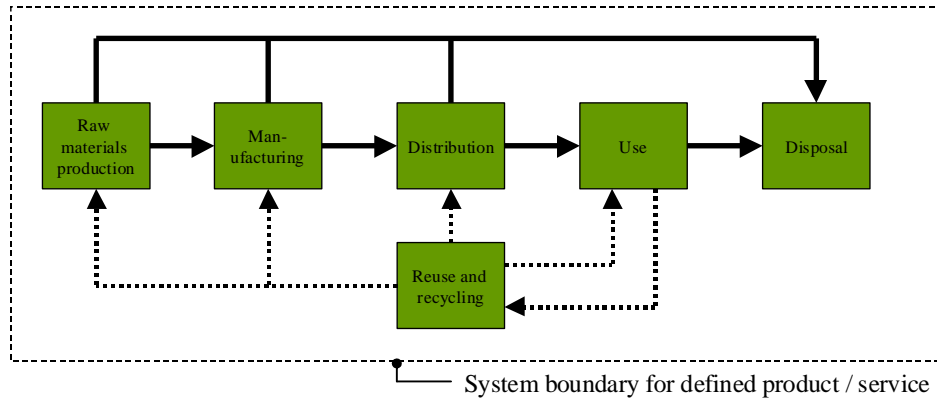 Raw
materials
production
Man-
ufacturing
Distribution
Use
Disposal
Reuse and
recycling
System boundary for defined product / service